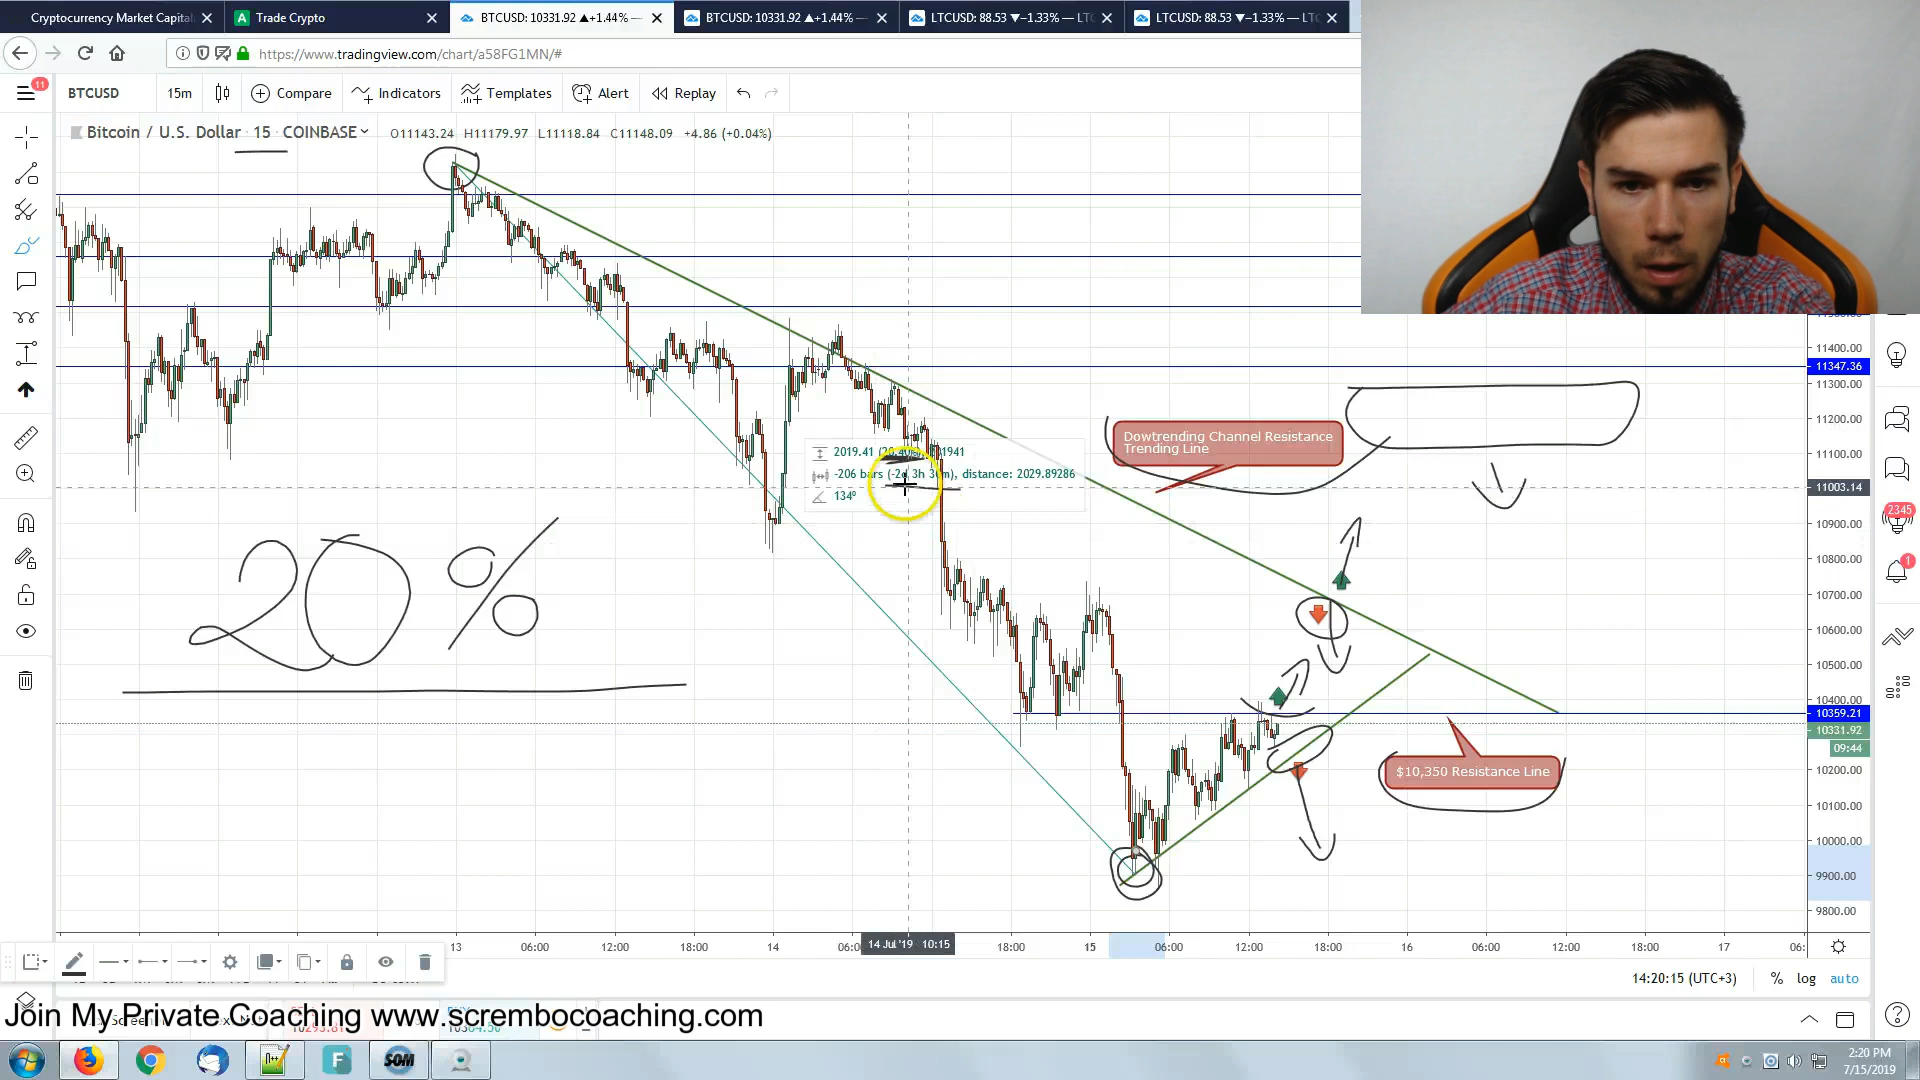 Cryptocurrency Market Capital
Trade Crypto
BTCUSD: 10331.92 ▲+1.44% —
BTCUSD: 10331.92 ▲+1.44% —
LTCUSD: 88.53 ▼−1.33% — LTC
LTCUSD: 88.53 ▼−1.33% — LTC
https://www.tradingview.com/chart/a58FG1MN/#
11
BTCUSD
15m
Compare
Indicators
Templates
Alert
Replay
Bitcoin / U.S. Dollar · 15 · COINBASE
O11143.24 H11179.97 L11118.84 C11148.09 +4.86 (+0.04%)
11400.00
11347.36
11300.00
11200.00
11100.00
11003.14
10900.00
10800.00
10700.00
10600.00
10500.00
10400.00
10359.21
10331.92
09:44
10200.00
10100.00
10000.00
9900.00
9800.00
2345
1
Dowtrending Channel Resistance
Trending Line
-206 bars
distance: 2029.89286
134º
20%
$10,350 Resistance Line
13
06:00
12:00
18:00
14
14 Jul '19 10:15
18:00
15
06:00
12:00
18:00
16
06:00
12:00
18:00
17
14:20:15 (UTC+3)
%
log
auto
Join My Private Coaching www.scrembocoaching.com
2:20 PM
7/15/2019